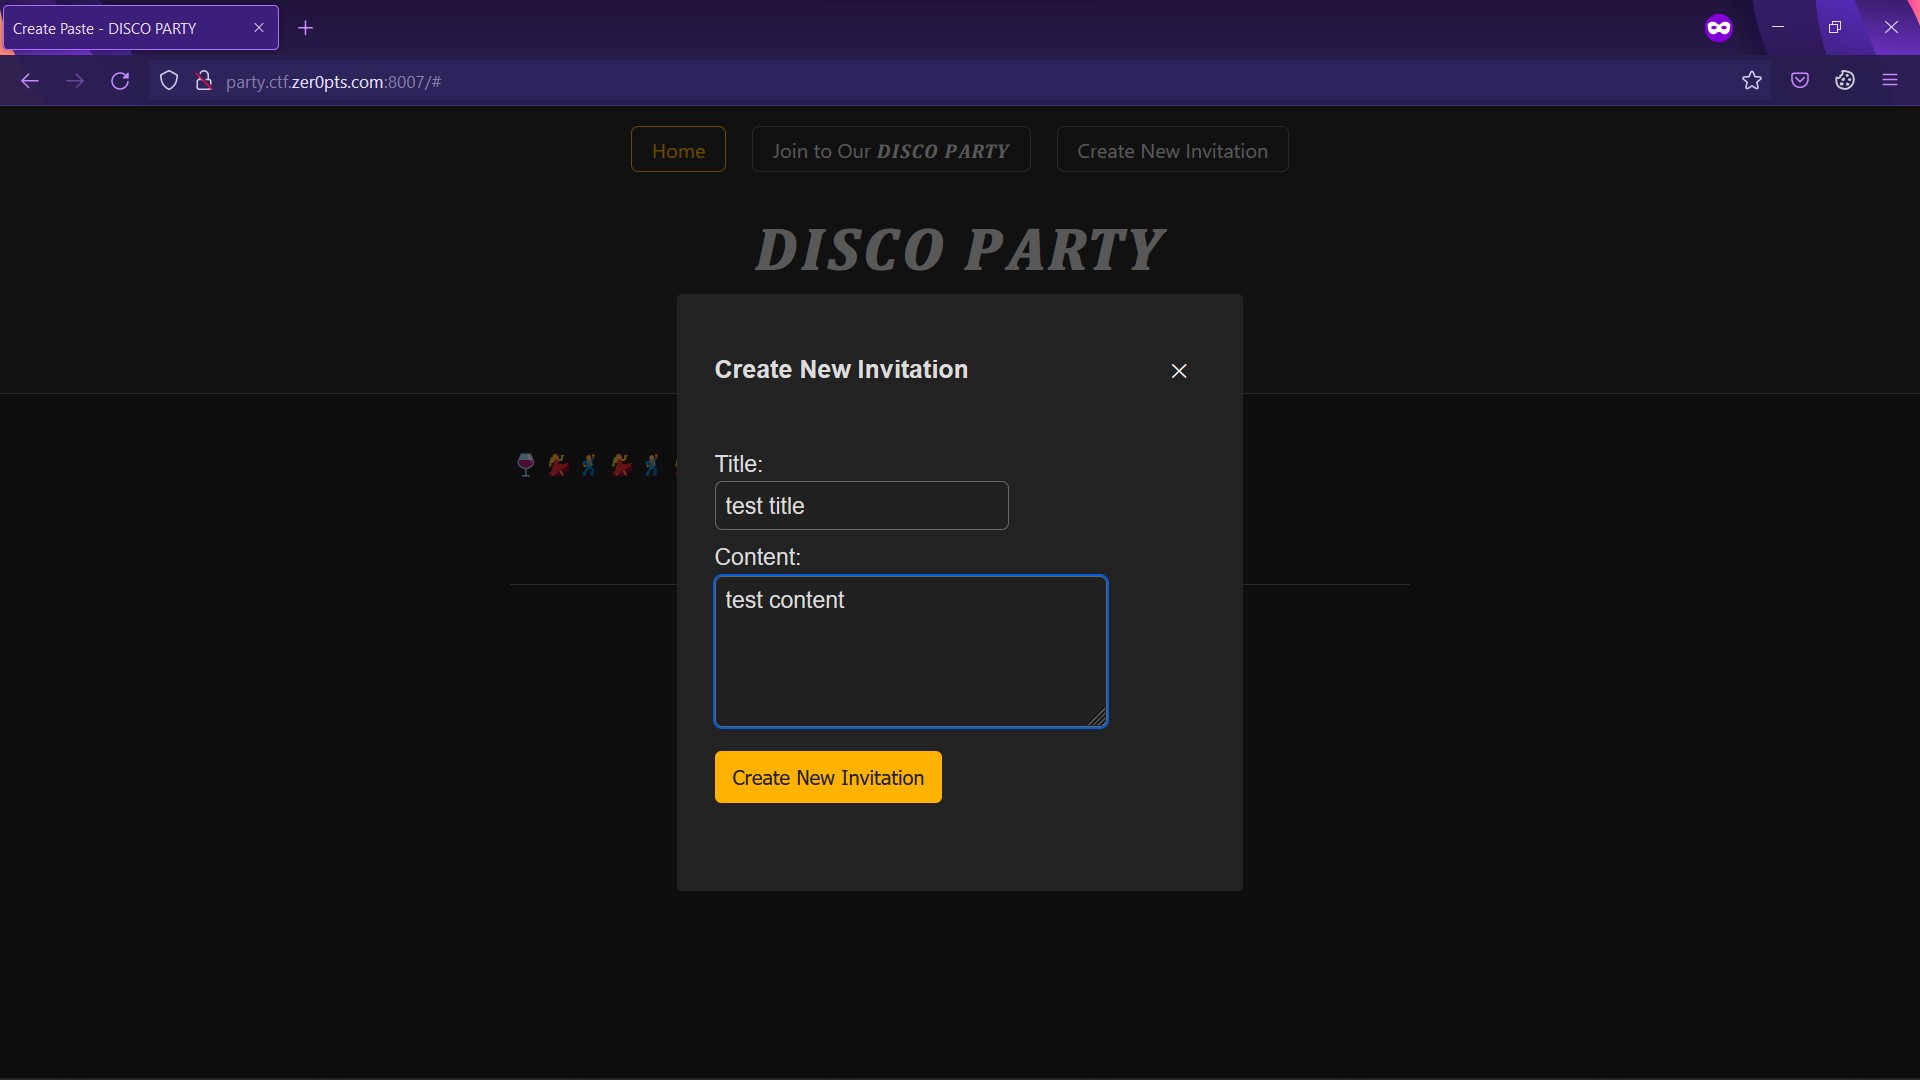 Create Paste - DISCO PARTY
party.ctf.zer0pts.com:8007/#
Home
Join to Our DISCO PARTY
Create New Invitation
DISCO PARTY
Create New Invitation
Title:
test title
Content:
test content
Create New Invitation